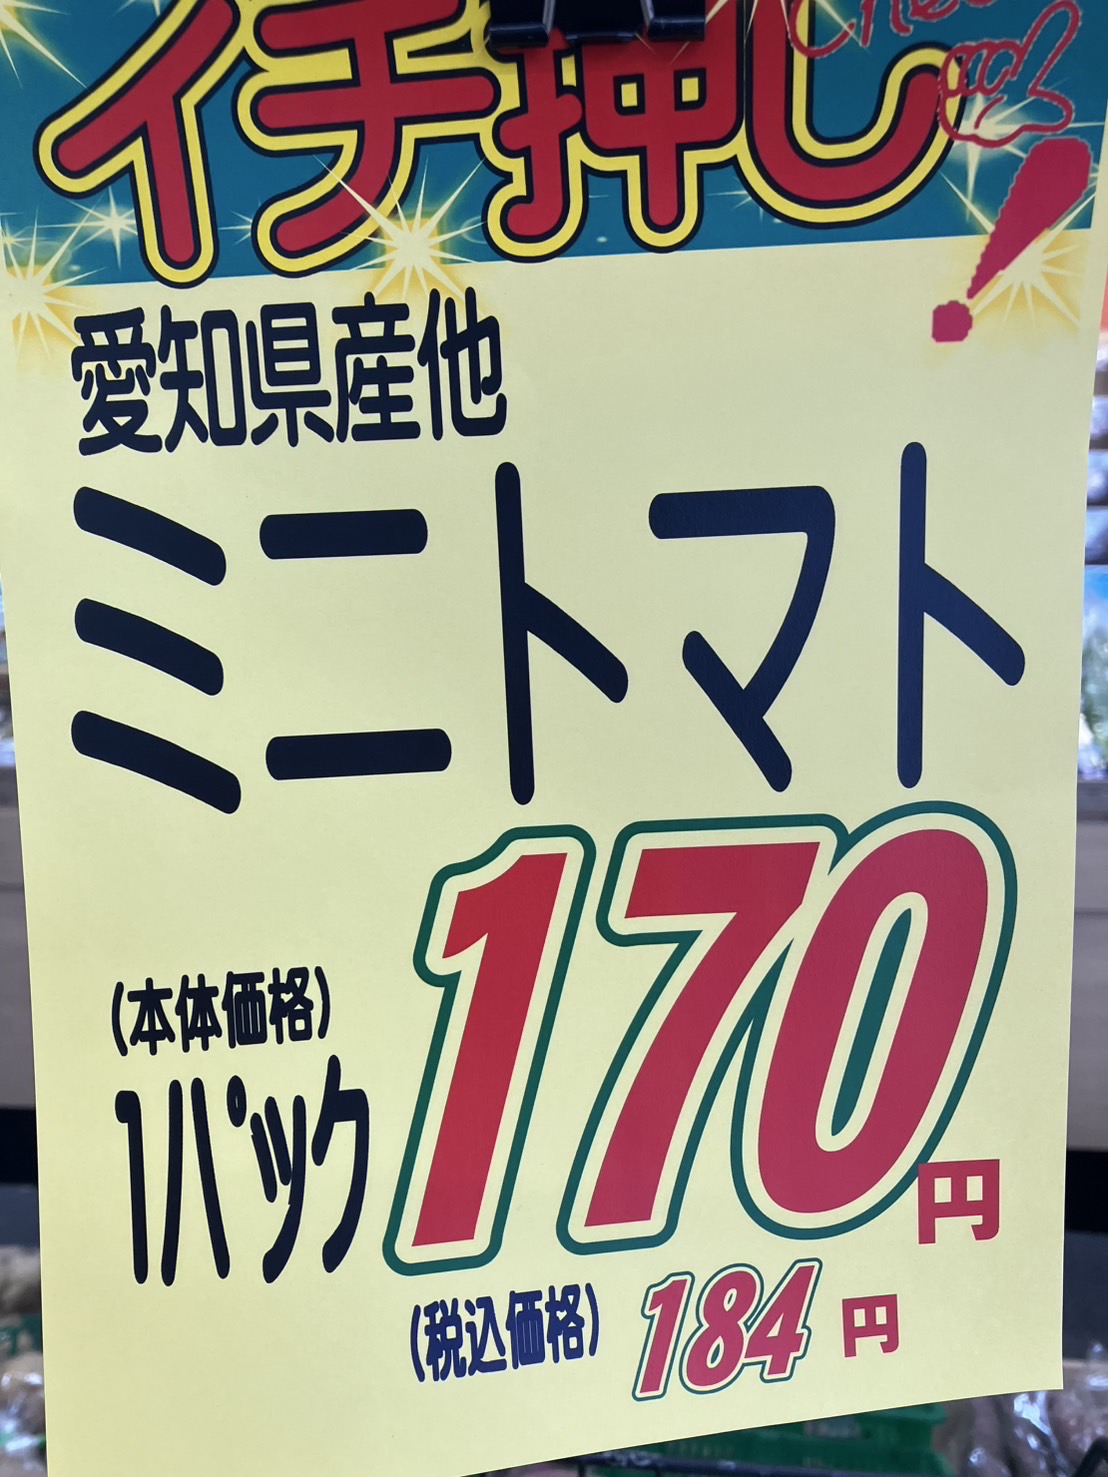 イチ押し!
愛知県産他
ミニトマト
(本体価格)
1パック 170円
(税込価格) 184円